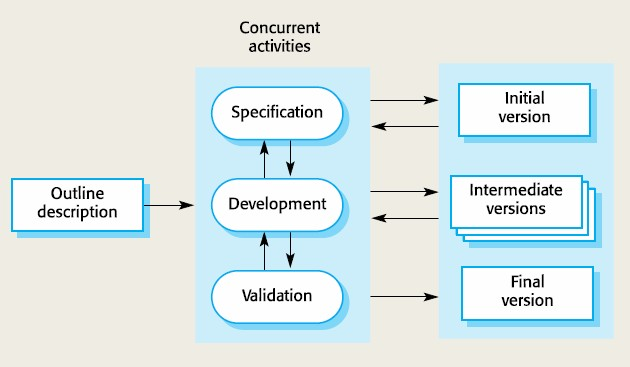 Concurrent
activities
Specification
Initial
version
Outline
description
Development
Intermediate
versions
Validation
Final
version